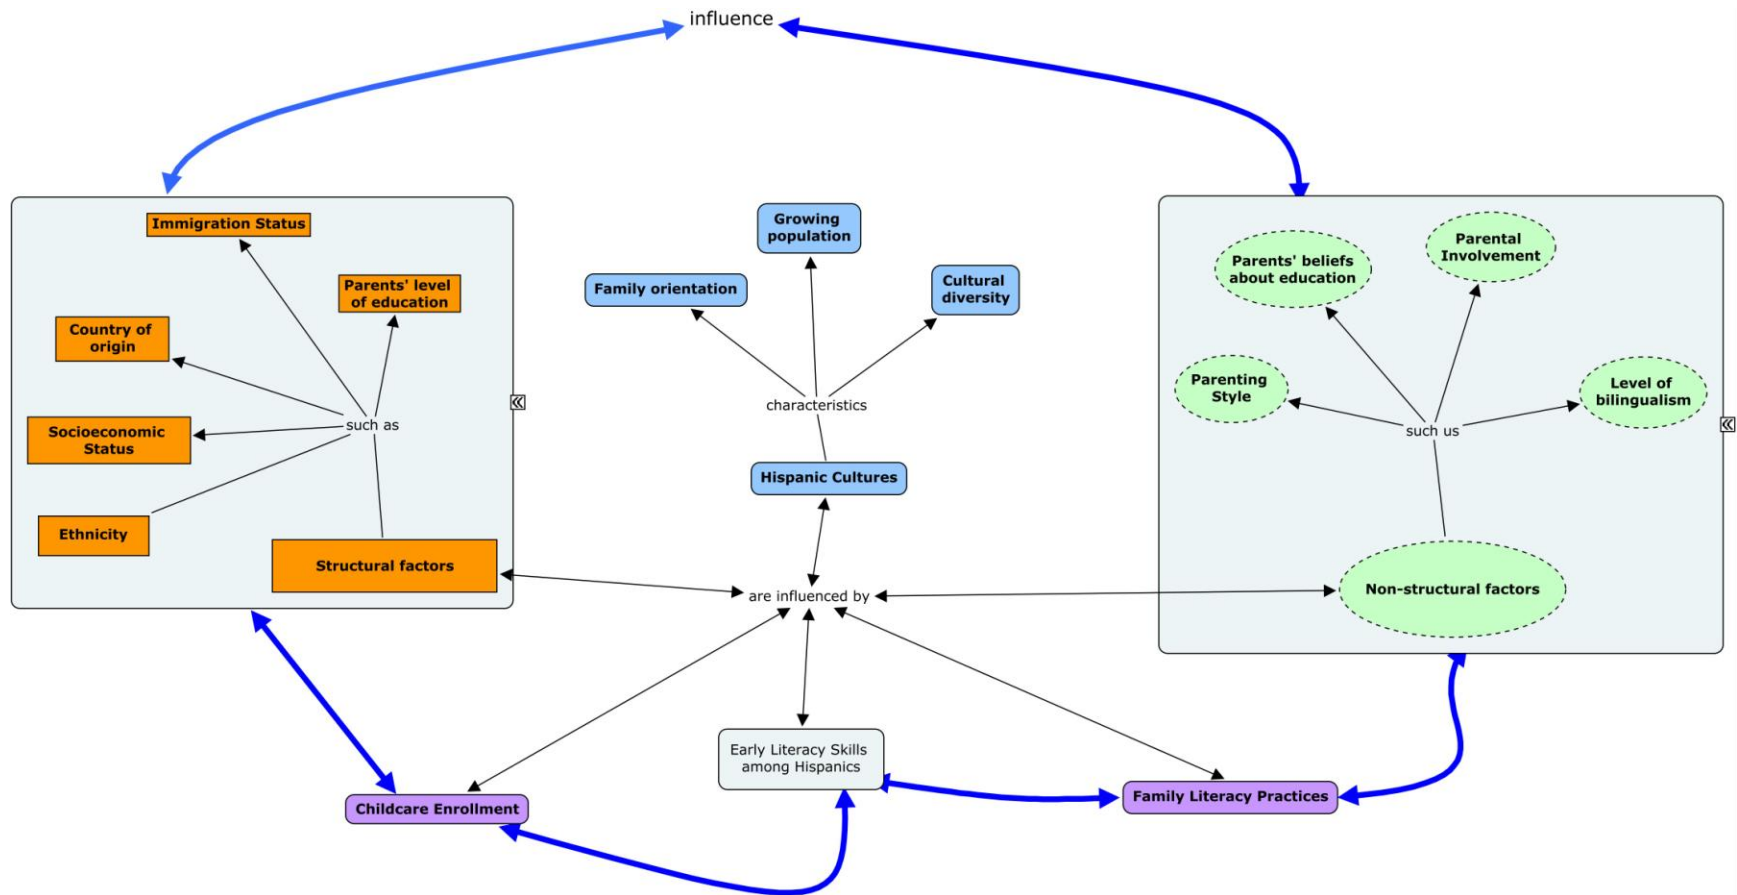 influence
Immigration Status
Parents' level
of education
Country of
origin
such as
Socioeconomic
Status
Ethnicity
Structural factors
Growing
population
Family orientation
Cultural
diversity
characteristics
Hispanic Cultures
are influenced by
Parents' beliefs
about education
Parental
Involvement
Parenting
Style
Level of
bilingualism
such us
Non-structural factors
Early Literacy Skills
among Hispanics
Childcare Enrollment
Family Literacy Practices